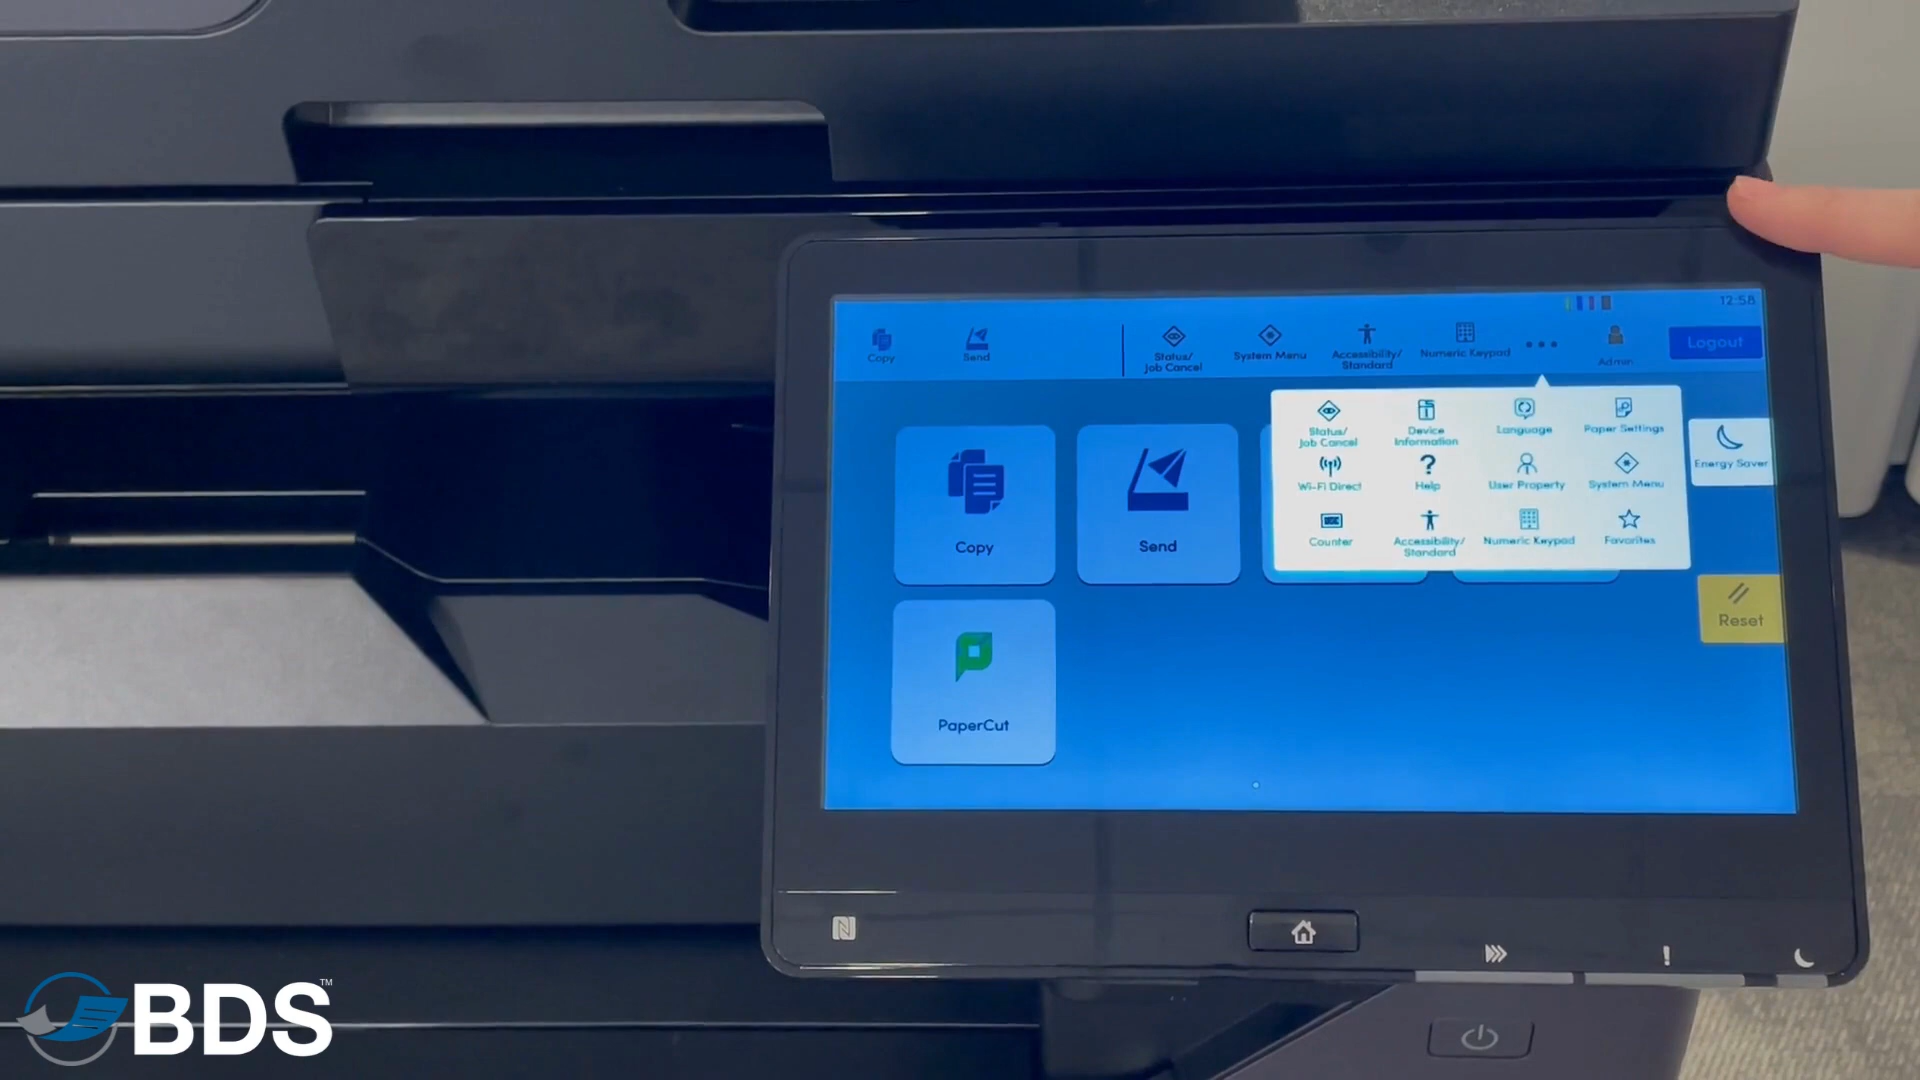 12:58
Copy
Send
Status/
Job Cancel
System Menu
Accessibility/
Standard
Numeric Keypad
Admin
Logout
Status/
Job Cancel
Device
Information
Language
Paper Settings
Wi-Fi Direct
Help
User Property
System Menu
Counter
Accessibility/
Standard
Numeric Keypad
Favorites
Energy Saver
Reset
Copy
Send
PaperCut
BDS™